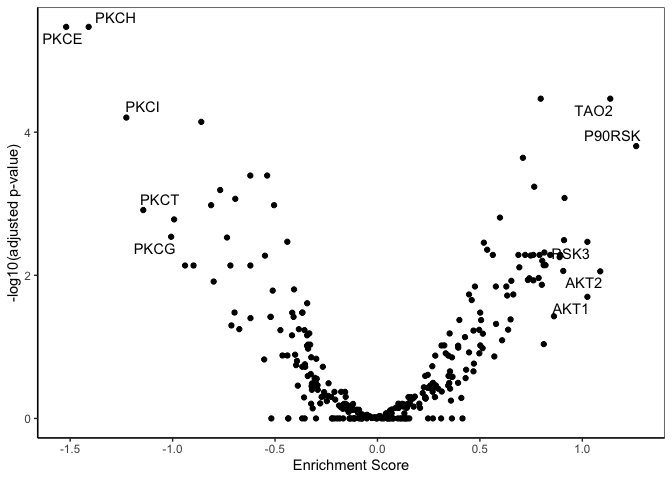 PKCH
PKCE
PKCI
TAO2
P90RSK
PKCT
PKCG
RSK3
AKT2
AKT1
4
2
0
-log10(adjusted p-value)
-1.5
-1.0
-0.5
0.0
0.5
1.0
Enrichment Score